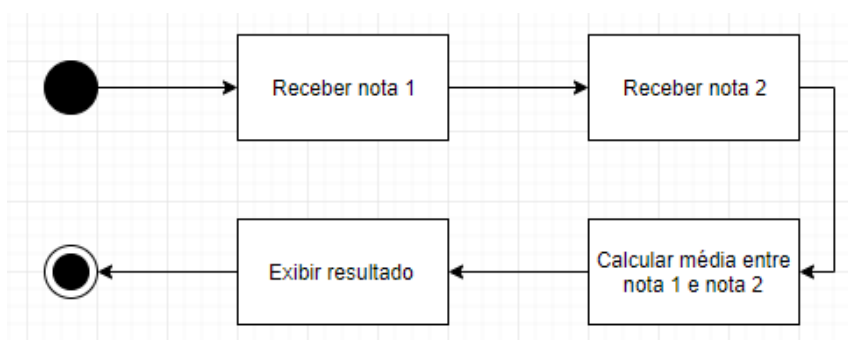 Receber nota 1
Receber nota 2
Calcular média entre
nota 1 e nota 2
Exibir resultado